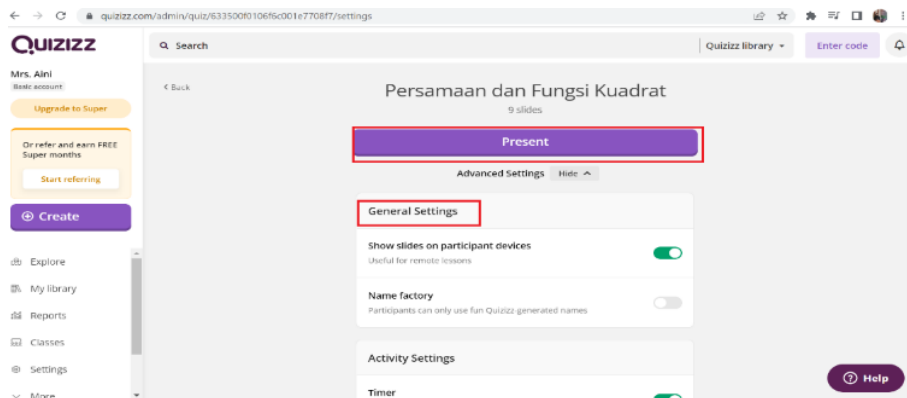 quizizz.com/admin/quiz/633500f0106f6c001e7708f7/settings
QUIZIZZ
Search
Quizizz library
Enter code
Mrs. Aini
Basic account
Upgrade to Super
Or refer and earn FREE
Super months
Start referring
Create
Explore
My library
Reports
Classes
Settings
More
< Back
Persamaan dan Fungsi Kuadrat
9 slides
Present
Advanced Settings Hide
General Settings
Show slides on participant devices
Useful for remote lessons
Name factory
Participants can only use fun Quizizz generated names
Activity Settings
Timer
Help